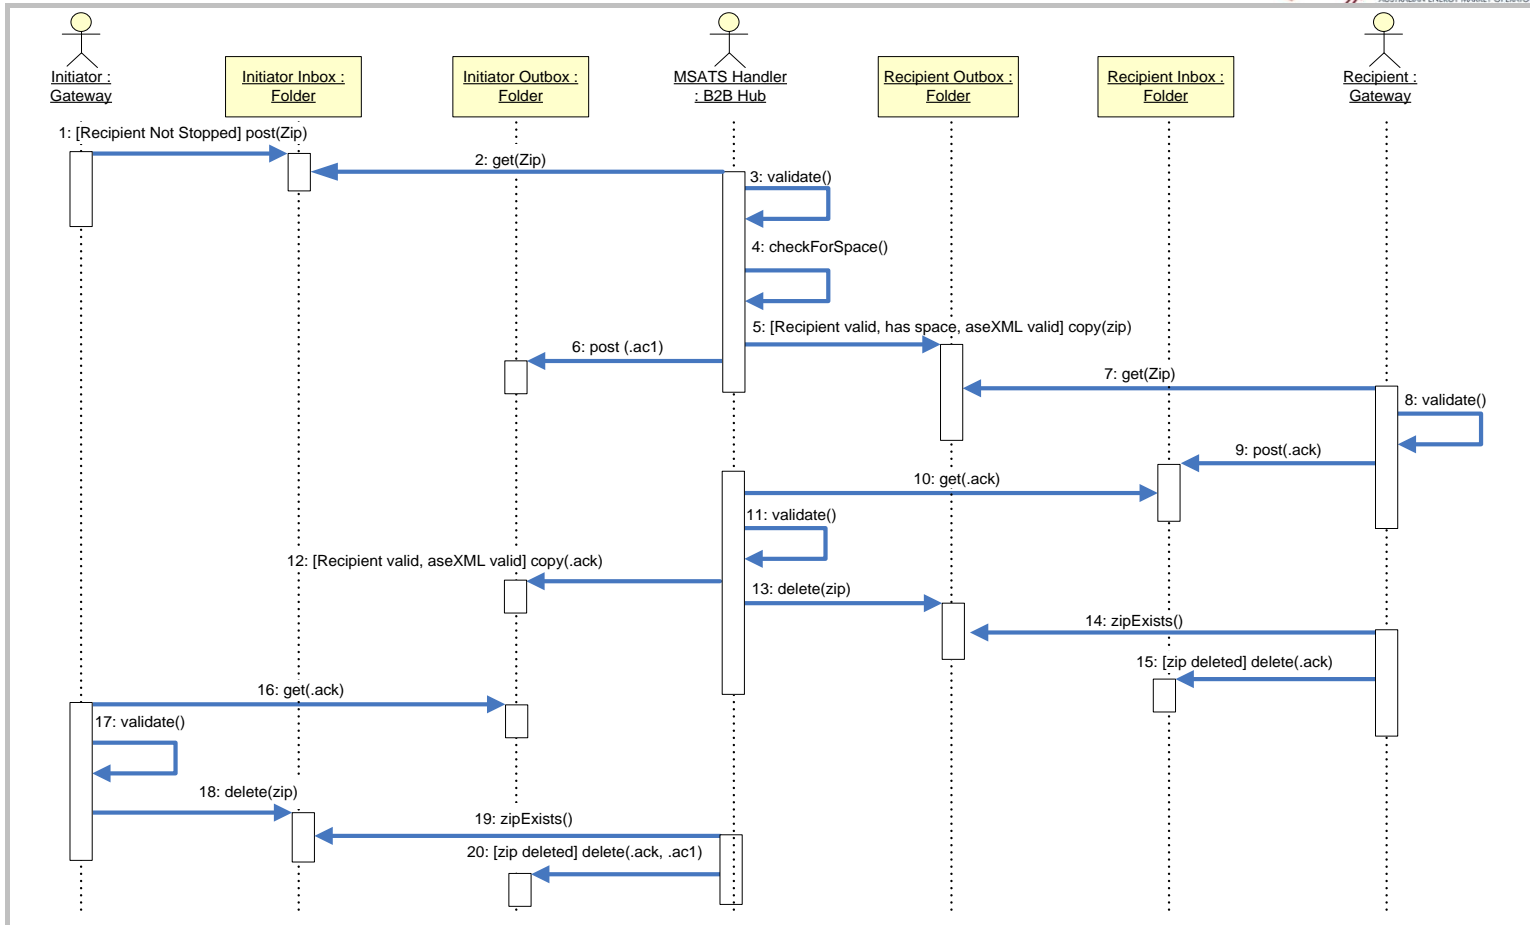 AUSTRALIAN ENERGY MARKET OPERATO
Initiator :
Gateway
Initiator Inbox :
Folder
Initiator Outbox :
Folder
MSATS Handler
: B2B Hub
Recipient Outbox :
Folder
Recipient Inbox :
Folder
Recipient :
Gateway
1: [Recipient Not Stopped] post(Zip)
2: get(Zip)
3: validate()
4: checkForSpace()
5: [Recipient valid, has space, aseXML valid] copy(zip)
6: post (.ac1)
7: get(Zip)
8: validate()
9: post(.ack)
10: get(.ack)
11: validate()
12: [Recipient valid, aseXML valid] copy(.ack)
13: delete(zip)
14: zipExists()
15: [zip deleted] delete(.ack)
16: get(.ack)
17: validate()
18: delete(zip)
19: zipExists()
20: [zip deleted] delete(.ack, .ac1)